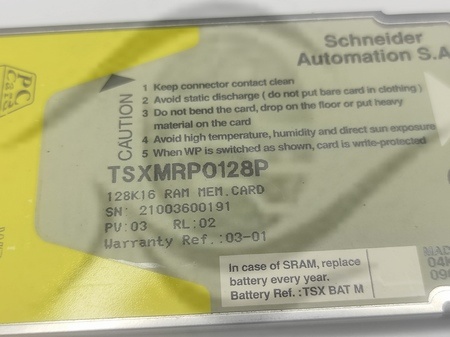 Schneider
Automation S.A
PC
Card
CAUTION
1 Keep connector contact clean
2 Avoid static discharge ( do not put bars card in clothing )
3 Do not bend the card, drop on the floor or put heavy
material on the card
4 Avoid high temperature, humidity and direct sun exposure
5 When WP is switched as shown, card is write-protected
TSXMRP0128P
128K16 RAM MEM.CARD
SN: 21003600191
PV:03 RL:02
Warranty Ref.:03-01
In case of SRAM, replace
battery every year.
Battery Ref. :TSX BAT M